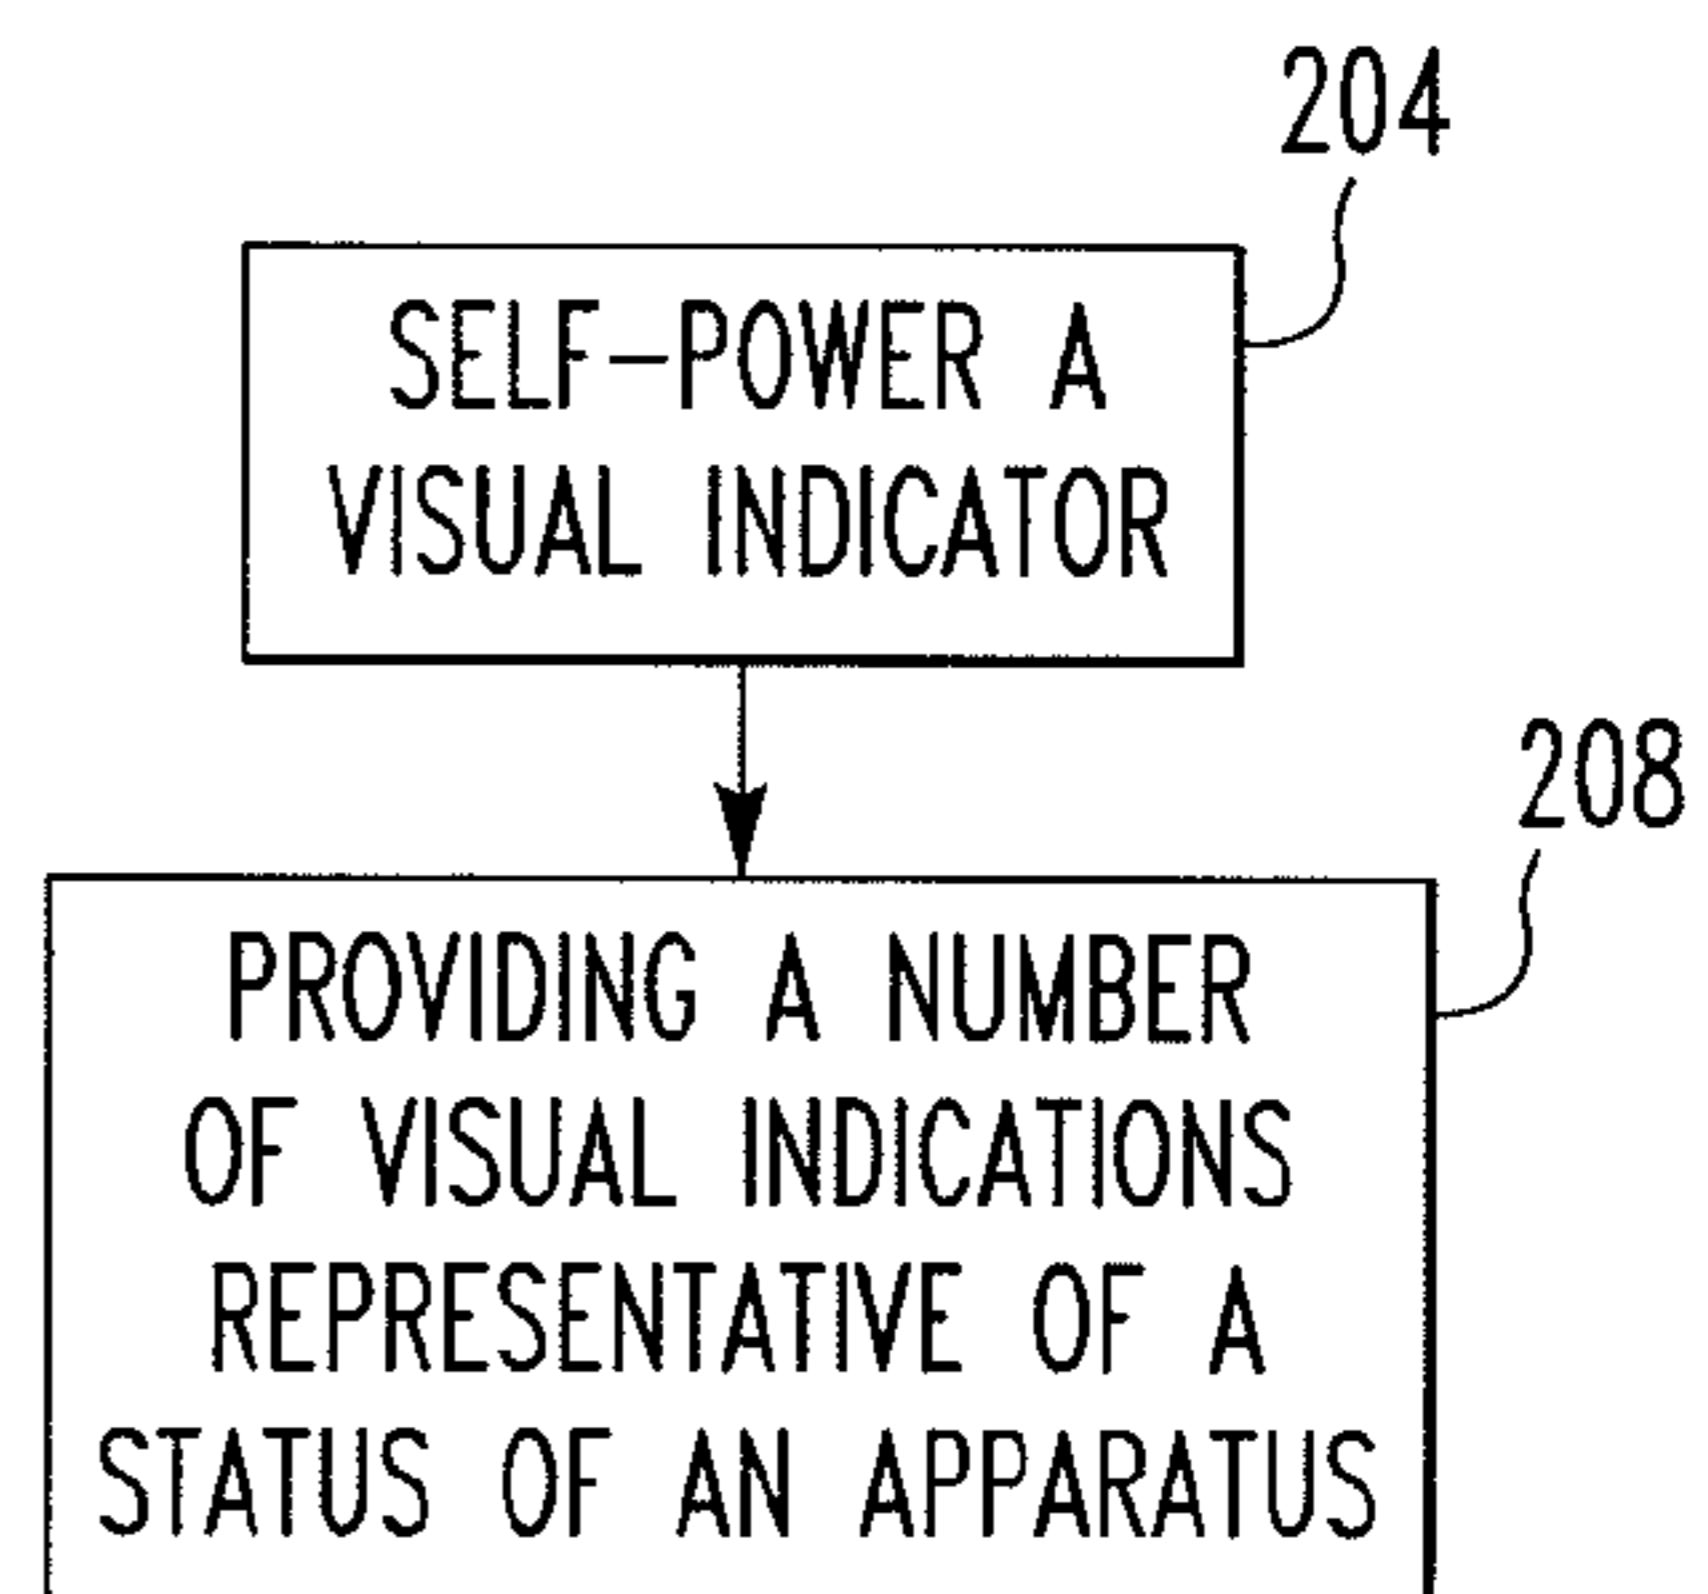 204
SELF-POWER A
VISUAL INDICATOR
208
PROVIDING A NUMBER
OF VISUAL INDICATIONS
REPRESENTATIVE OF A
STATUS OF AN APPARATUS